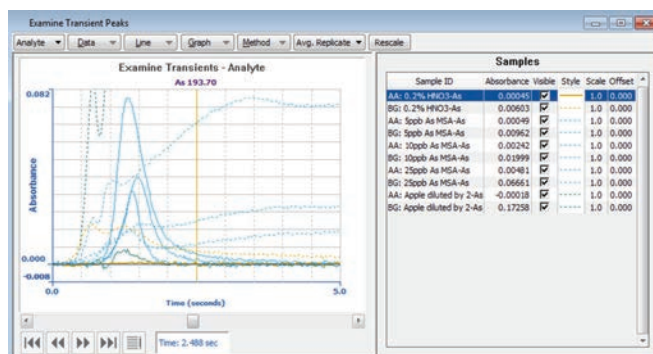 Examine Transient Peaks
Analyte Data Line Graph Method Avg. Replicate Rescale
Examine Transients - Analyte
As 193.70
0.082
Absorbance
0.000
-0.008
0.0 5.0
Time (seconds)
Time: 2.488 sec
Samples
Sample ID Absorbance Visible Style Scale Offset
AA: 0.2% HNO3-As 0.00045 1.0 0.000
BG: 0.2% HNO3-As 0.00603 1.0 0.000
AA: 5ppb As MSA-As 0.00049 1.0 0.000
BG: 5ppb As MSA-As 0.00962 1.0 0.000
AA: 10ppb As MSA-As 0.00242 1.0 0.000
BG: 10ppb As MSA-As 0.01999 1.0 0.000
AA: 25ppb As MSA-As 0.00481 1.0 0.000
BG: 25ppb As MSA-As 0.06661 1.0 0.000
AA: Apple diluted by 2-As -0.00018 1.0 0.000
BG: Apple diluted by 2-As 0.17258 1.0 0.000